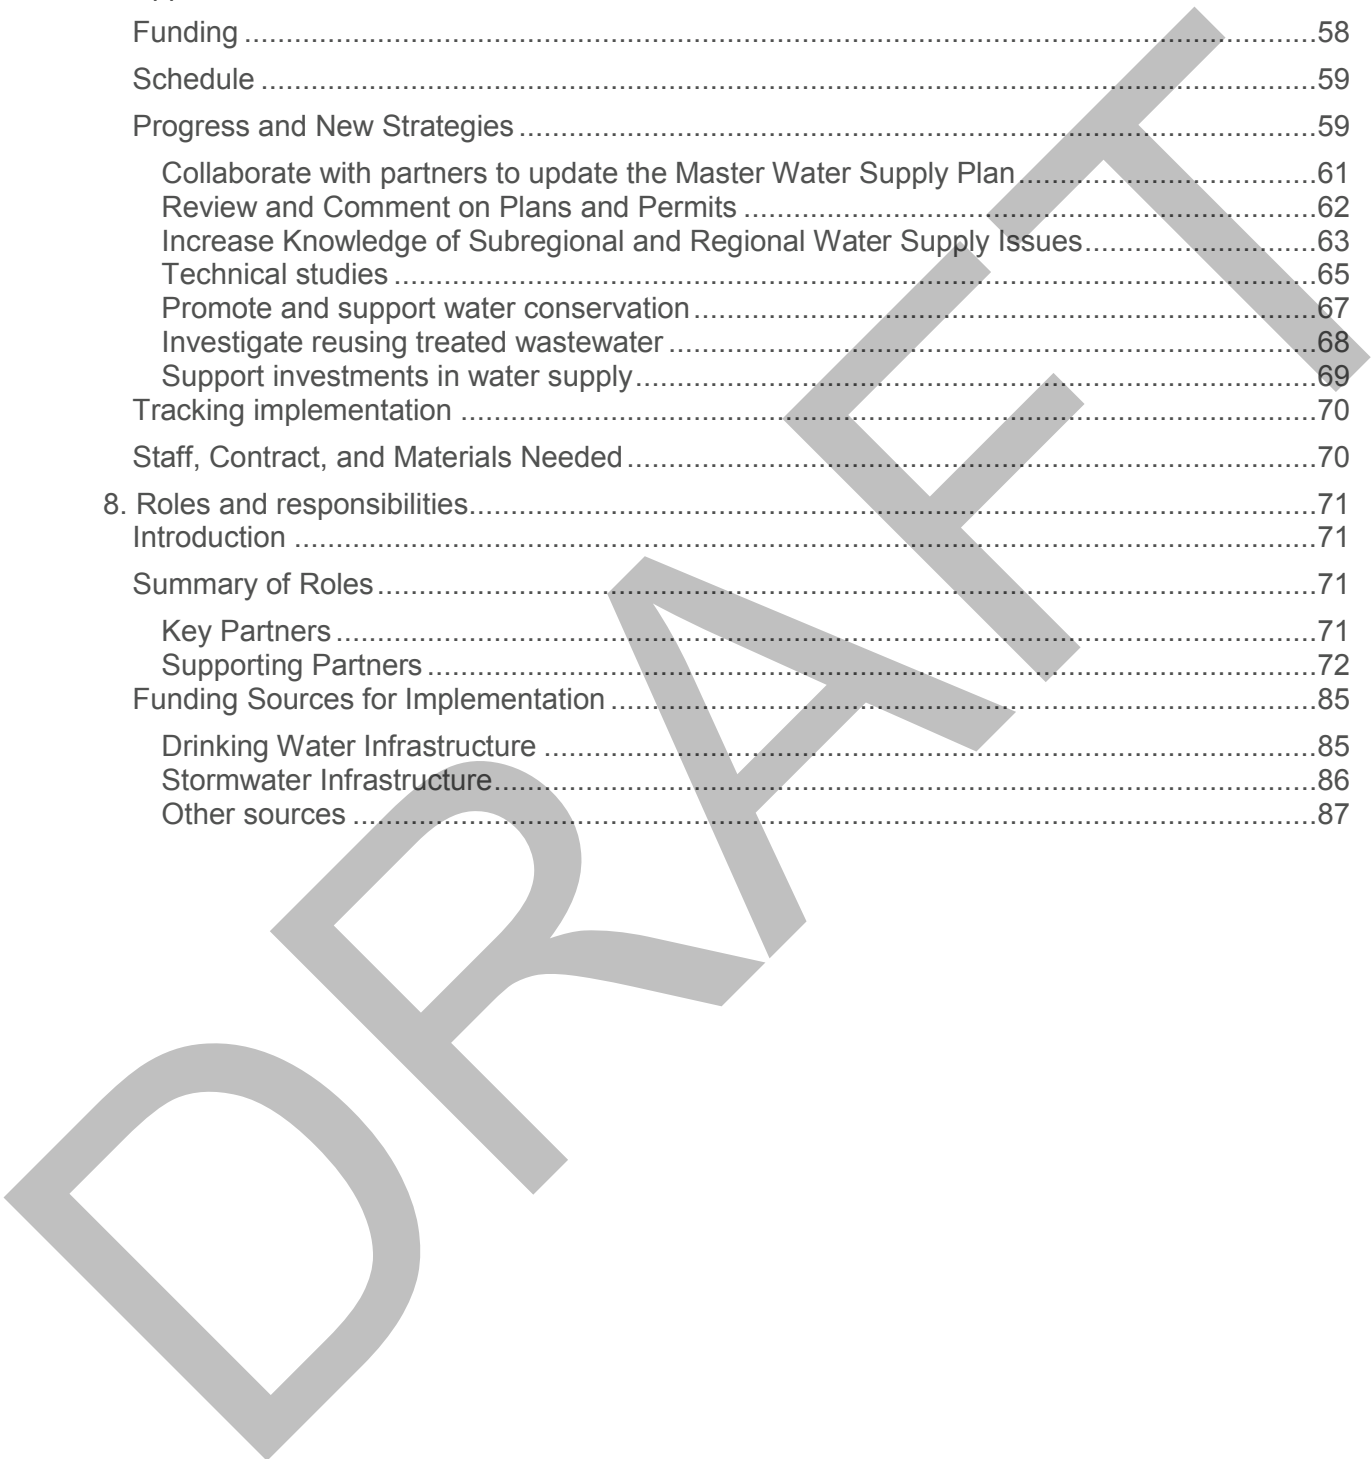 Funding ....................................................................................................................................58
Schedule ..................................................................................................................................59
Progress and New Strategies ..................................................................................................59
Collaborate with partners to update the Master Water Supply Plan....................................61
Review and Comment on Plans and Permits ......................................................................62
Increase Knowledge of Subregional and Regional Water Supply Issues............................63
Technical studies .................................................................................................................65
Promote and support water conservation............................................................................67
Investigate reusing treated wastewater ...............................................................................68
Support investments in water supply...................................................................................69
Tracking implementation .........................................................................................................70
Staff, Contract, and Materials Needed.....................................................................................70
8. Roles and responsibilities........................................................................................................71
Introduction ..............................................................................................................................71
Summary of Roles...................................................................................................................71
Key Partners ........................................................................................................................71
Supporting Partners.............................................................................................................72
Funding Sources for Implementation .......................................................................................85
Drinking Water Infrastructure ..............................................................................................85
Stormwater Infrastructure....................................................................................................86
Other sources ......................................................................................................................87
DRAFT